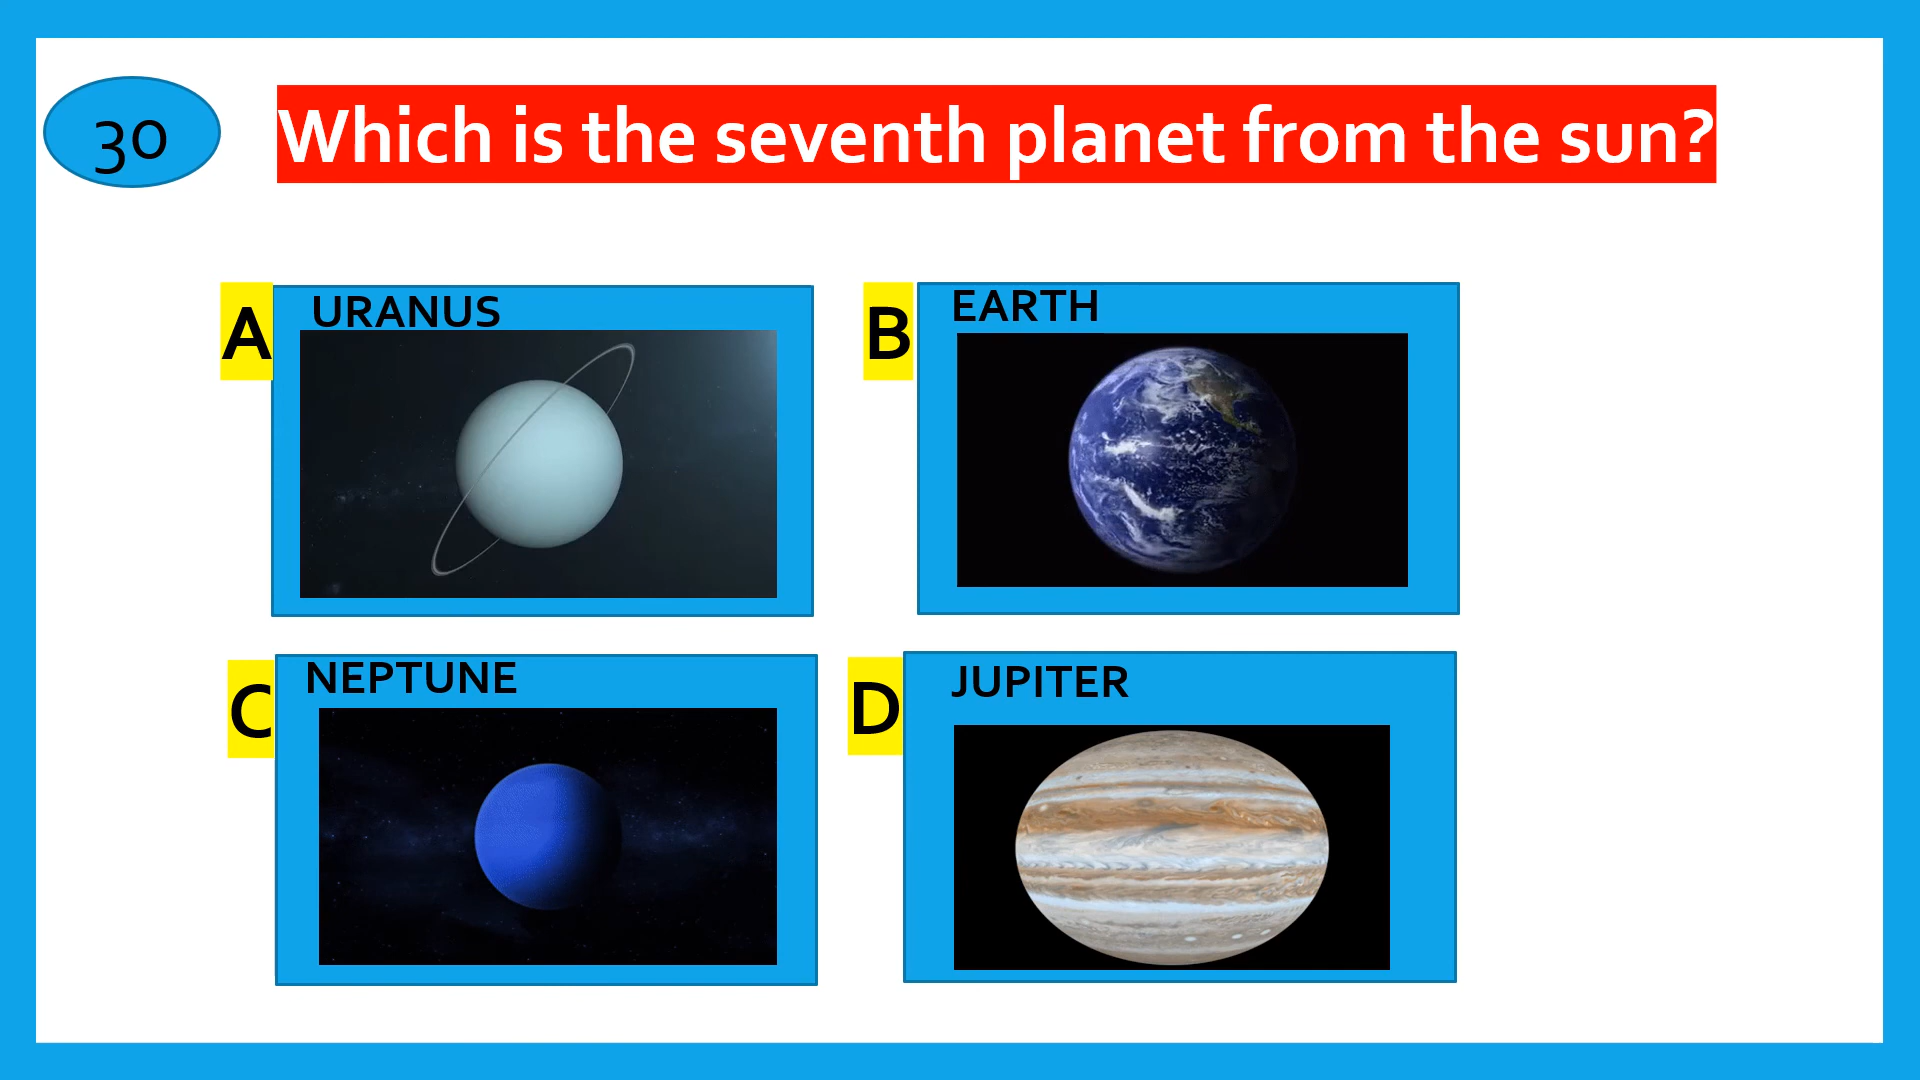 30
Which is the seventh planet from the sun?
A
URANUS
B
EARTH
C
NEPTUNE
D
JUPITER